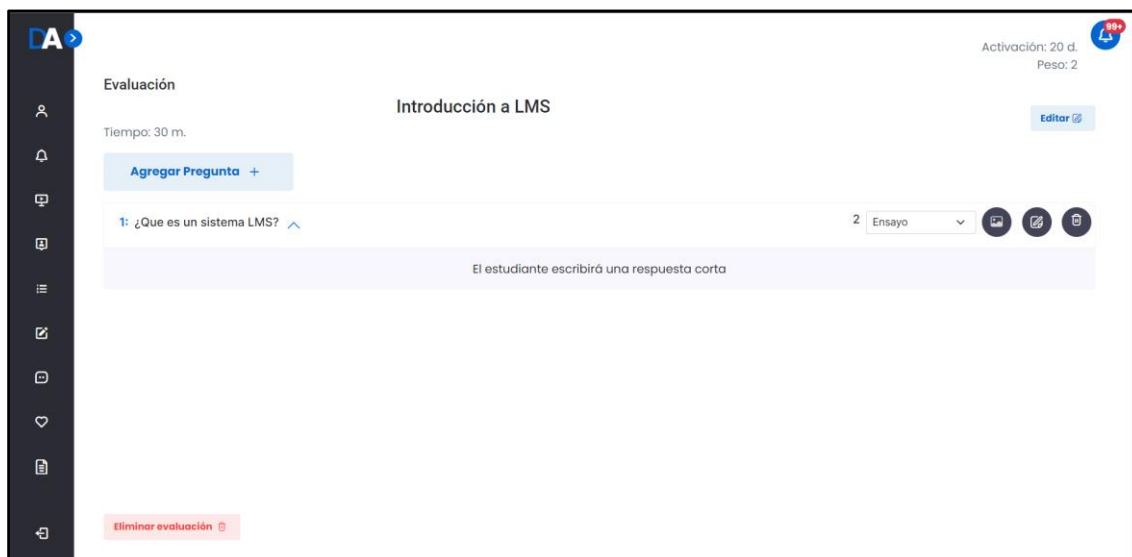 DA
99+
Activación: 20 d.
Peso: 2
Evaluación
Introducción a LMS
Editar
Tiempo: 30 m.
Agregar Pregunta +
1: ¿Que es un sistema LMS?
2 Ensayo
El estudiante escribirá una respuesta corta
Eliminar evaluación